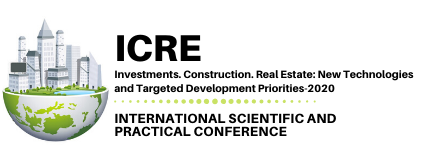 ICRE
Investments. Construction. Real Estate: New Technologies
and Targeted Development Priorities-2020
INTERNATIONAL SCIENTIFIC AND
PRACTICAL CONFERENCE